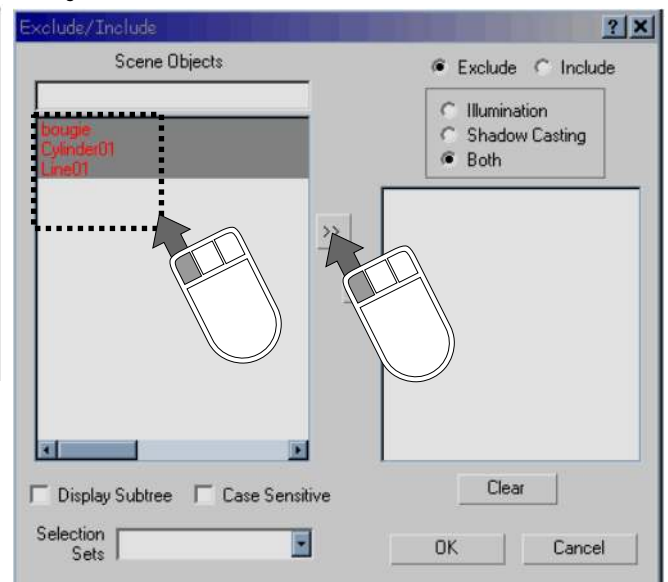 Exclude/Include
Scene Objects
Exclude Include
Illumination
Shadow Casting
Both
bougie
Cylinder01
Line01
>>
Display Subtree Case Sensitive
Clear
Selection
Sets
OK Cancel